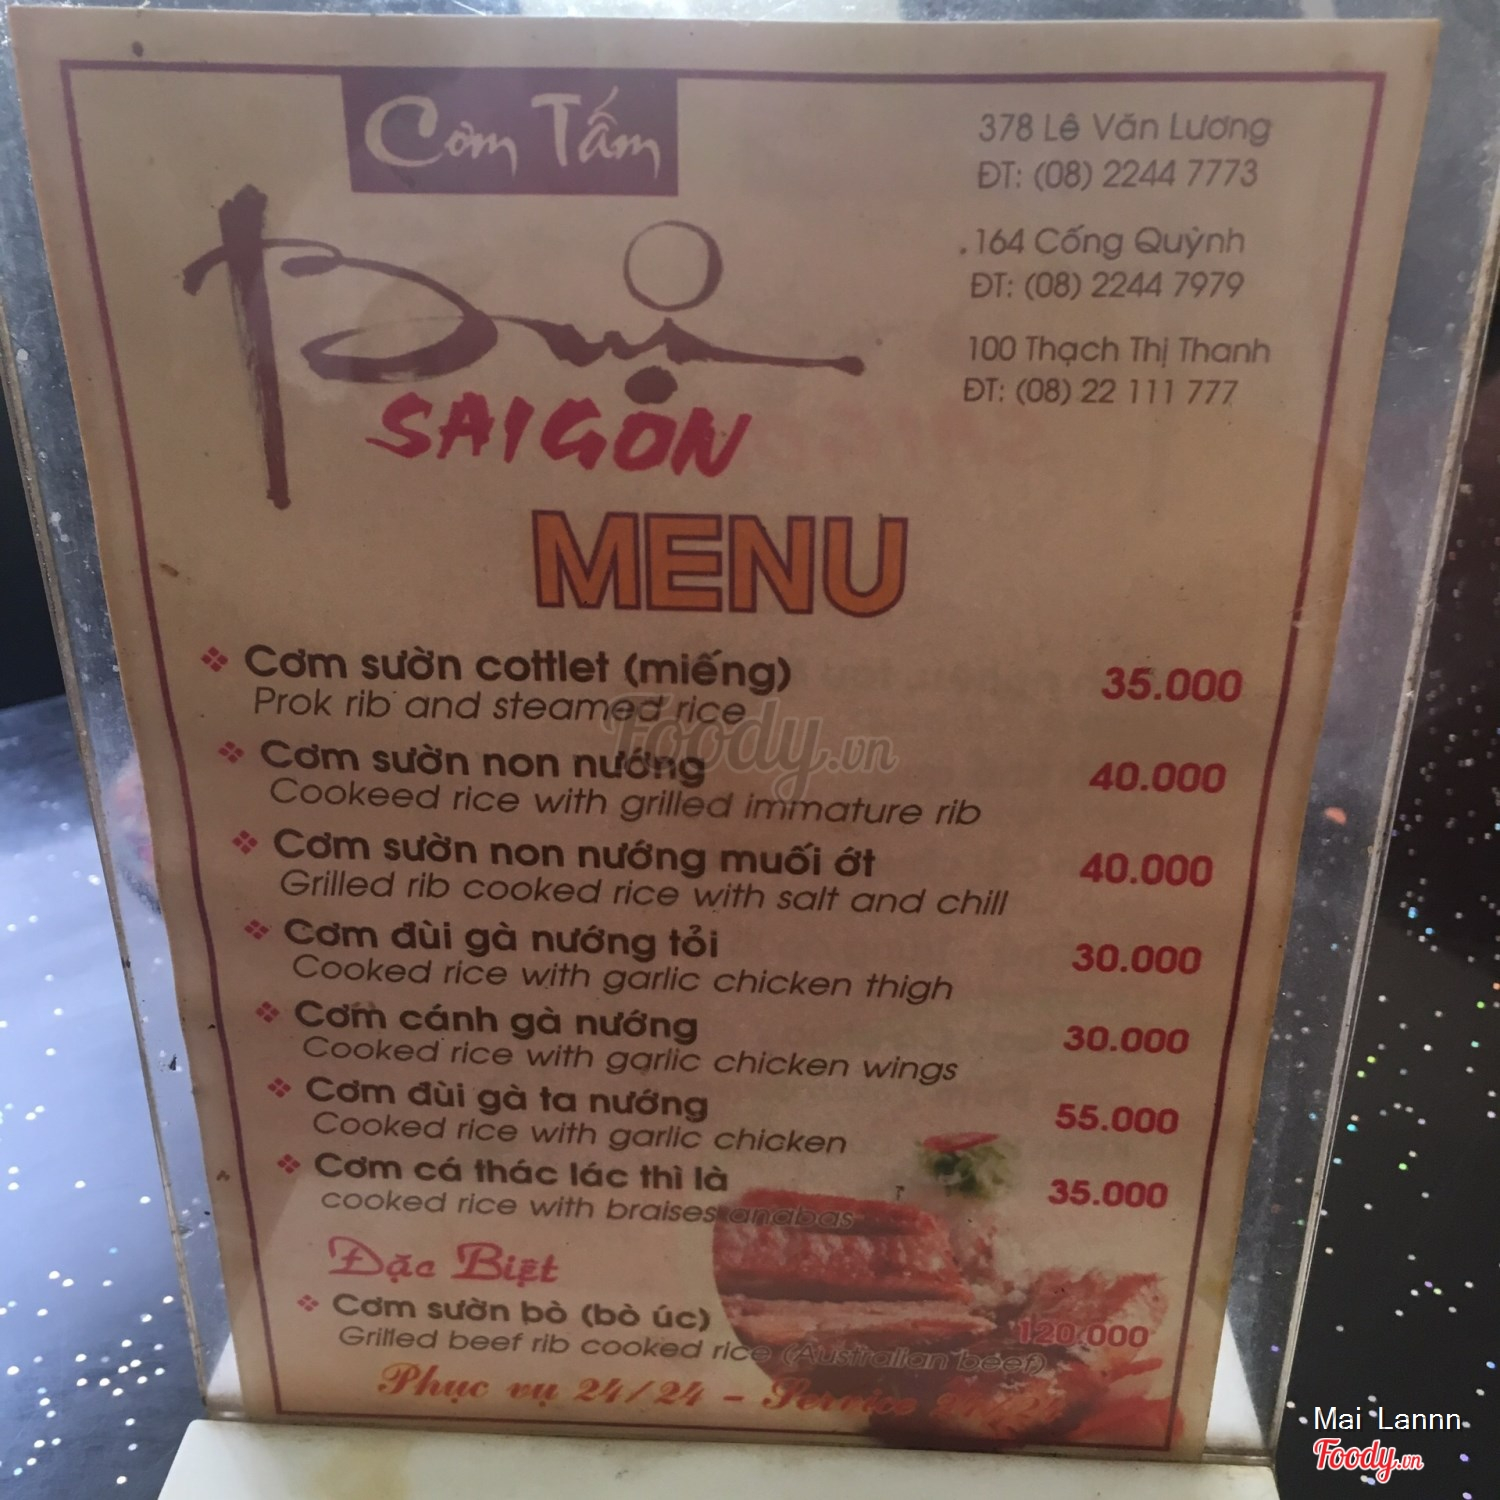 Cơm Tấm
Bụi
SAIGON
378 Lê Văn Lương
ĐT: (08) 2244 7773
164 Cống Quỳnh
ĐT: (08) 2244 7979
100 Thạch Thị Thanh
ĐT: (08) 22 111 777
MENU
Cơm sườn cottlet (miếng) 35.000
Prok rib and steamed rice
Cơm sườn non nướng 40.000
Cookeed rice with grilled immature rib
Cơm sườn non nướng muối ớt 40.000
Grilled rib cooked rice with salt and chill
Cơm đùi gà nướng tỏi 30.000
Cooked rice with garlic chicken thigh
Cơm cánh gà nướng 30.000
Cooked rice with garlic chicken wings
Cơm đùi gà ta nướng 55.000
Cooked rice with garlic chicken
Cơm cá thác lác thì là 35.000
cooked rice with braises anabas
Đặc Biệt
Cơm sườn bò (bò úc) 120.000
Grilled beef rib cooked rice (Australian beef)
Phục vụ 24/24 - Service 24/24
Foody.vn
Mai Lannn
Foody.vn